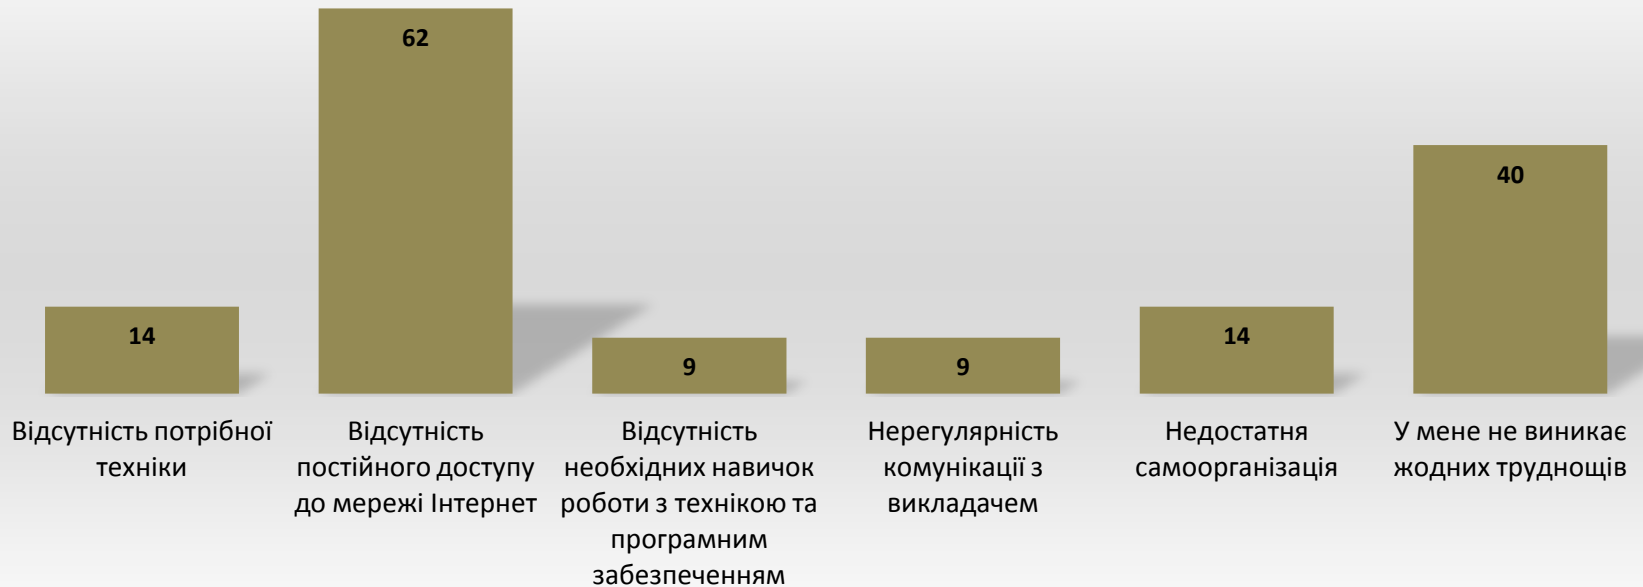 14
62
9
9
14
40
Відсутність потрібної
техніки
Відсутність
постійного доступу
до мережі Інтернет
Відсутність
необхідних навичок
роботи з технікою та
програмним
забезпеченням
Нерегулярність
комунікації з
викладачем
Недостатня
самоорганізація
У мене не виникає
жодних труднощів